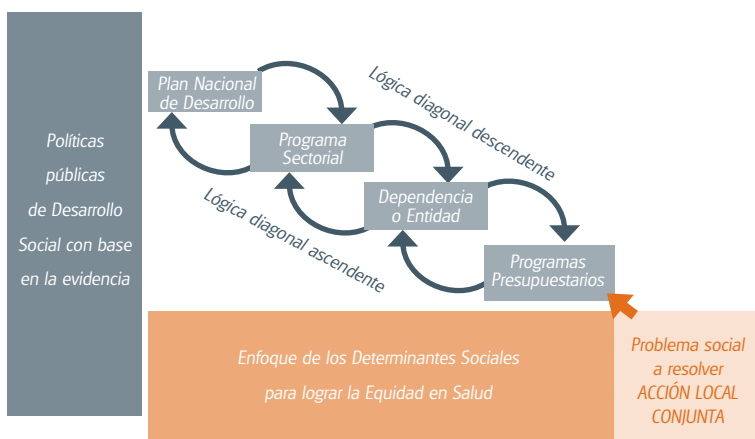 Políticas
públicas
de Desarrollo
Social con base
en la evidencia
Plan Nacional
de Desarrollo
Programa
Sectorial
Dependencia
o Entidad
Programas
Presupuestarios
Lógica diagonal descendente
Lógica diagonal ascendente
Enfoque de los Determinantes Sociales
para lograr la Equidad en Salud
Problema social
a resolver
ACCIÓN LOCAL
CONJUNTA